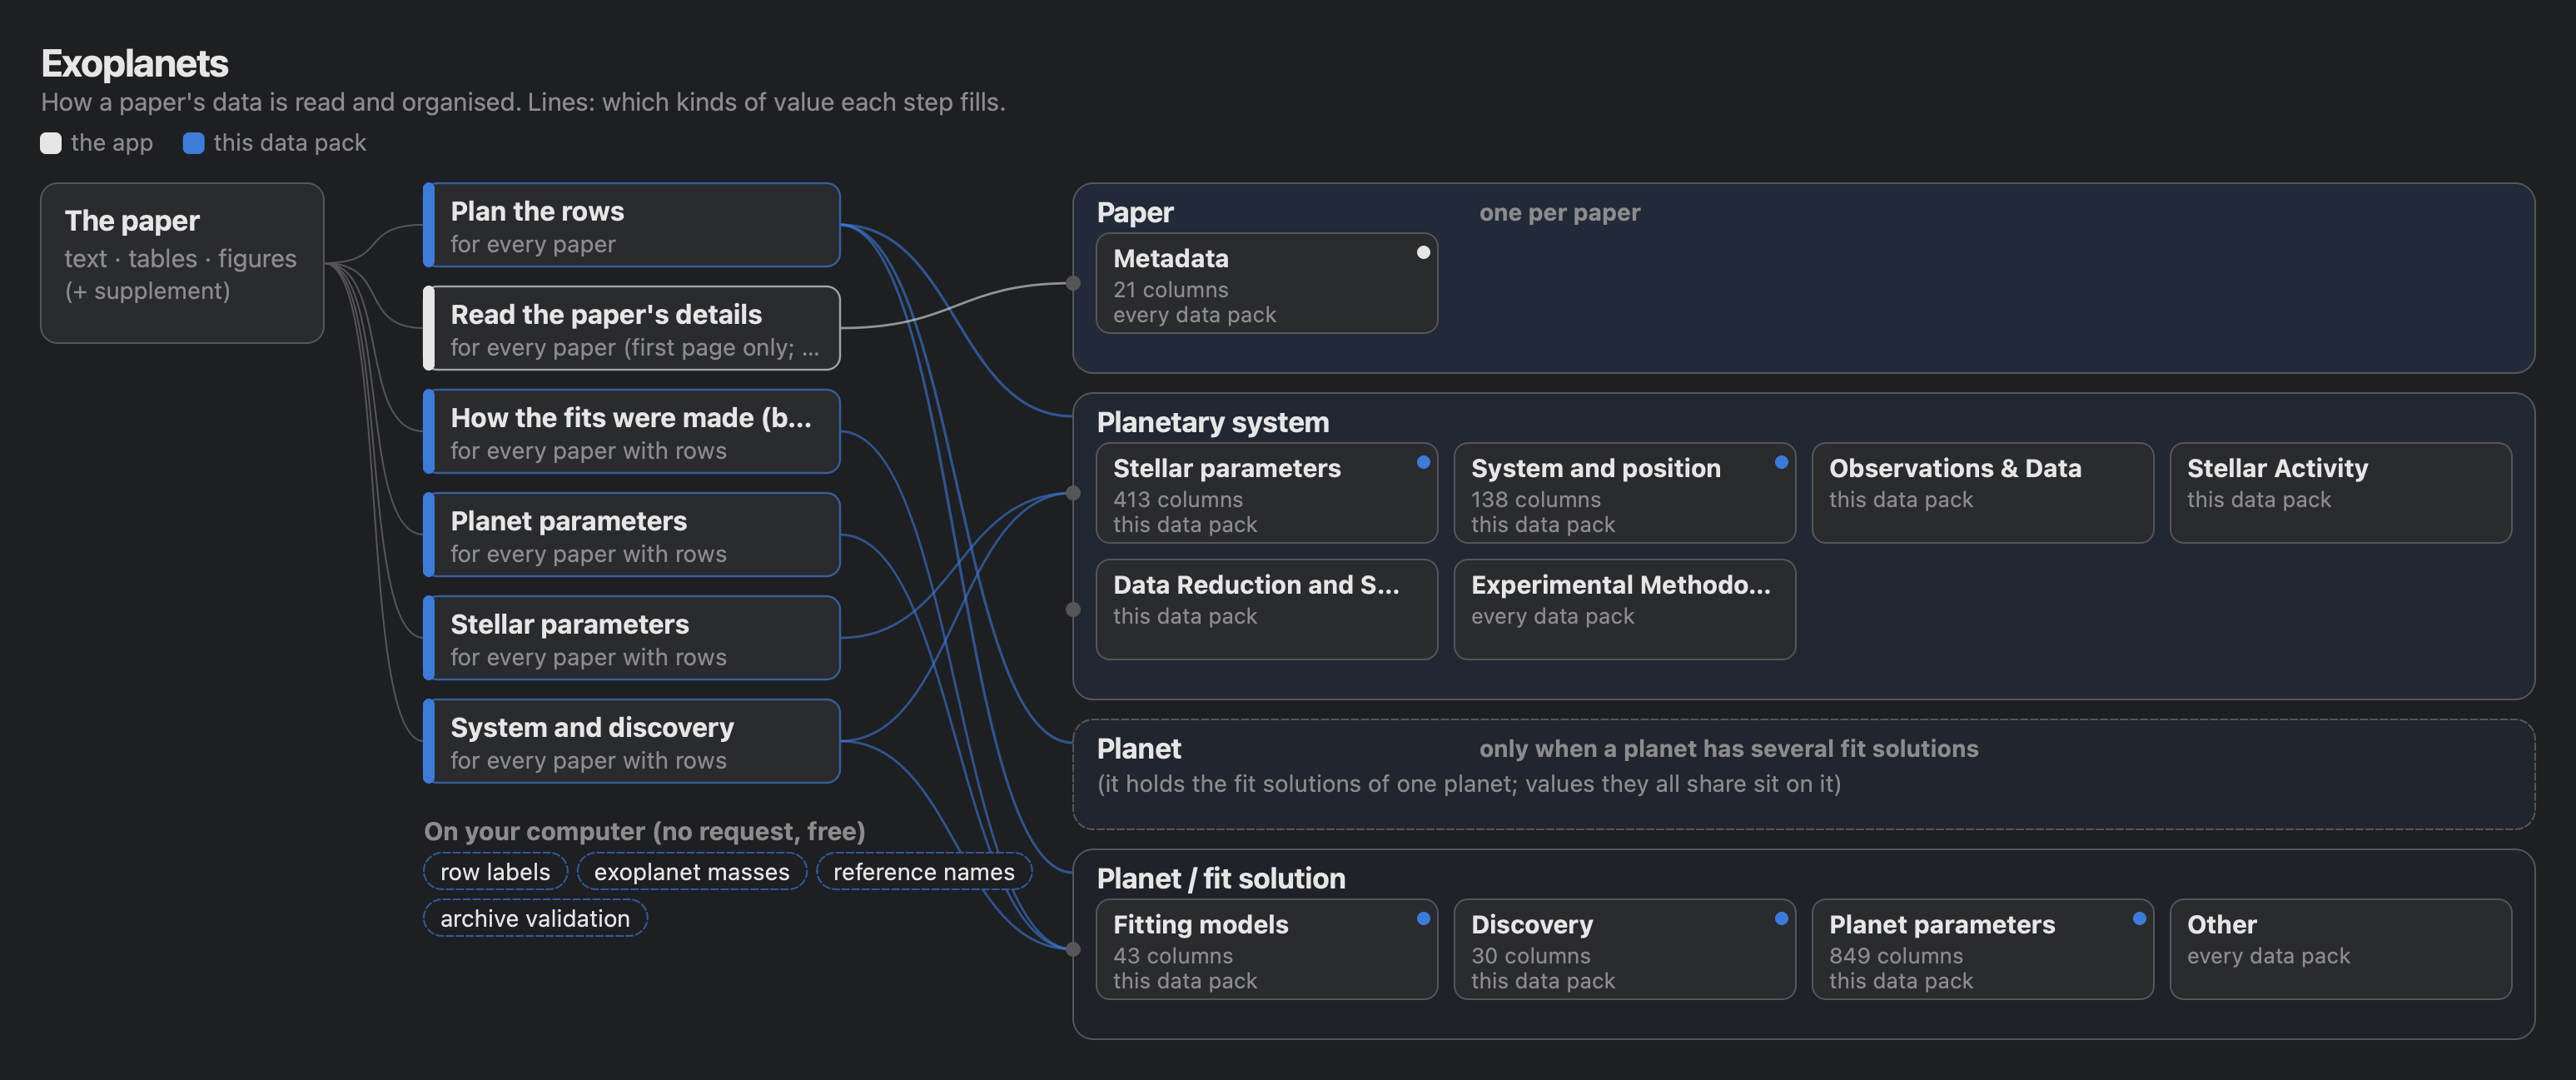 Exoplanets
How a paper's data is read and organised. Lines: which kinds of value each step fills.
the app
this data pack
The paper
text · tables · figures
(+ supplement)
Plan the rows
for every paper
Read the paper's details
for every paper (first page only; ...
How the fits were made (b...
for every paper with rows
Planet parameters
for every paper with rows
Stellar parameters
for every paper with rows
System and discovery
for every paper with rows
On your computer (no request, free)
row labels
exoplanet masses
reference names
archive validation
Paper
one per paper
Metadata
21 columns
every data pack
Planetary system
Stellar parameters
413 columns
this data pack
System and position
138 columns
this data pack
Observations & Data
this data pack
Stellar Activity
this data pack
Data Reduction and S...
this data pack
Experimental Methodo...
every data pack
Planet
only when a planet has several fit solutions
(it holds the fit solutions of one planet; values they all share sit on it)
Planet / fit solution
Fitting models
43 columns
this data pack
Discovery
30 columns
this data pack
Planet parameters
849 columns
this data pack
Other
every data pack